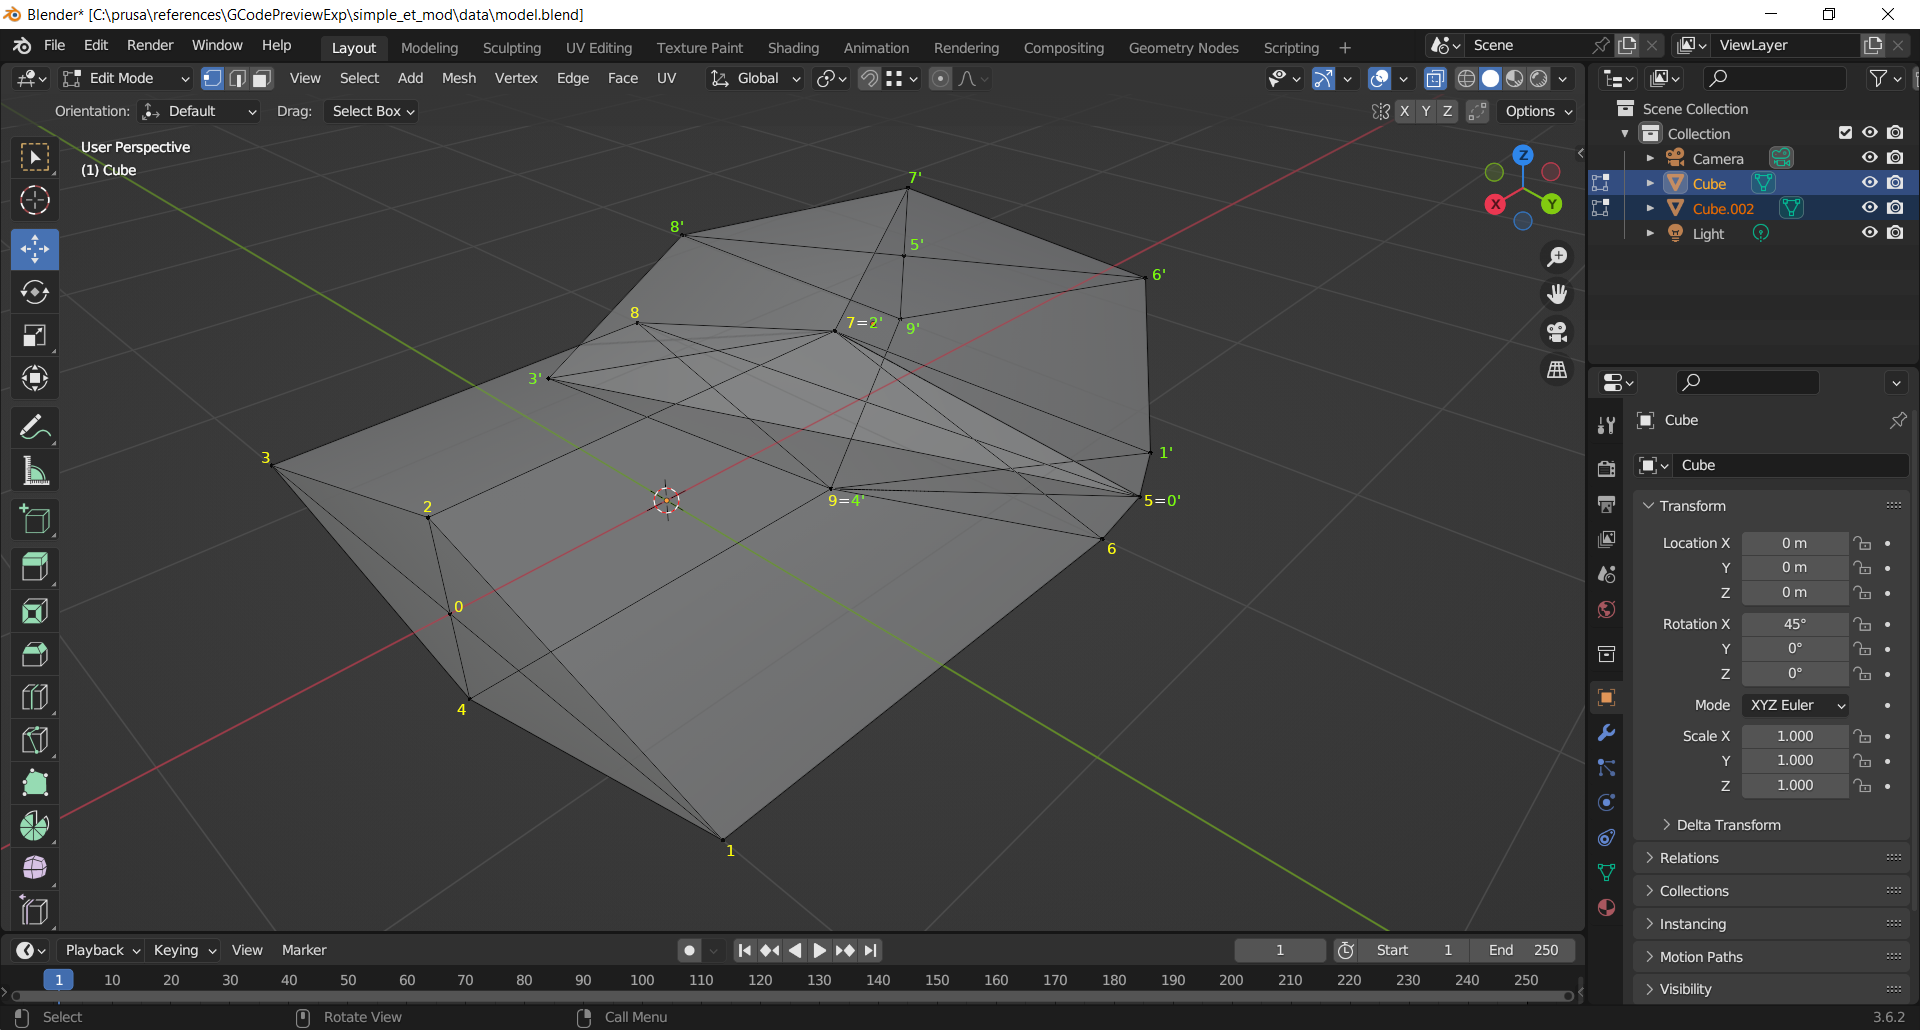 Blender* [C:\prusa\references\GCodePreviewExp\simple_et_mod\data\model.blend]
File Edit Render Window Help Layout Modeling Sculpting UV Editing Texture Paint Shading Animation Rendering Compositing Geometry Nodes Scripting + Scene ViewLayer
Edit Mode View Select Add Mesh Vertex Edge Face UV Global
Orientation: Default Drag: Select Box X Y Z Options
User Perspective
(1) Cube
Z
X
Y
7'
8'
5'
6'
8
7=2'
9'
3'
3
1'
2
9=4'
5=0'
6
0
4
1
Scene Collection
Collection
Camera
Cube
Cube.002
Light
Cube
Cube
Transform
Location X 0 m
Y 0 m
Z 0 m
Rotation X 45°
Y 0°
Z 0°
Mode XYZ Euler
Scale X 1.000
Y 1.000
Z 1.000
Delta Transform
Relations
Collections
Instancing
Motion Paths
Visibility
Playback Keying View Marker 1 Start 1 End 250
1 10 20 30 40 50 60 70 80 90 100 110 120 130 140 150 160 170 180 190 200 210 220 230 240 250
Select Rotate View Call Menu 3.6.2